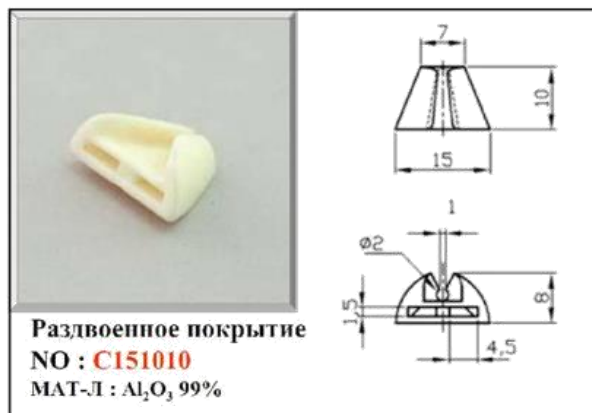 Раздвоенное покрытие
NO : C151010
МАТ-Л : Al₂O₃ 99%
7
10
15
1
ø2
1,5
8
4,5